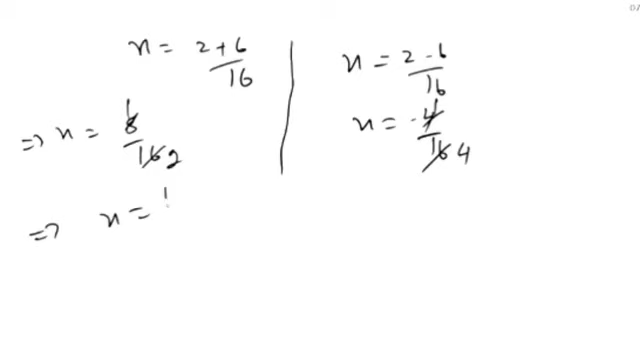 x = 2 + 6 / 16
=> x = 8 / 16 2
=> x = 1
x = 2 - 6 / 16
x = -4 / 16 4